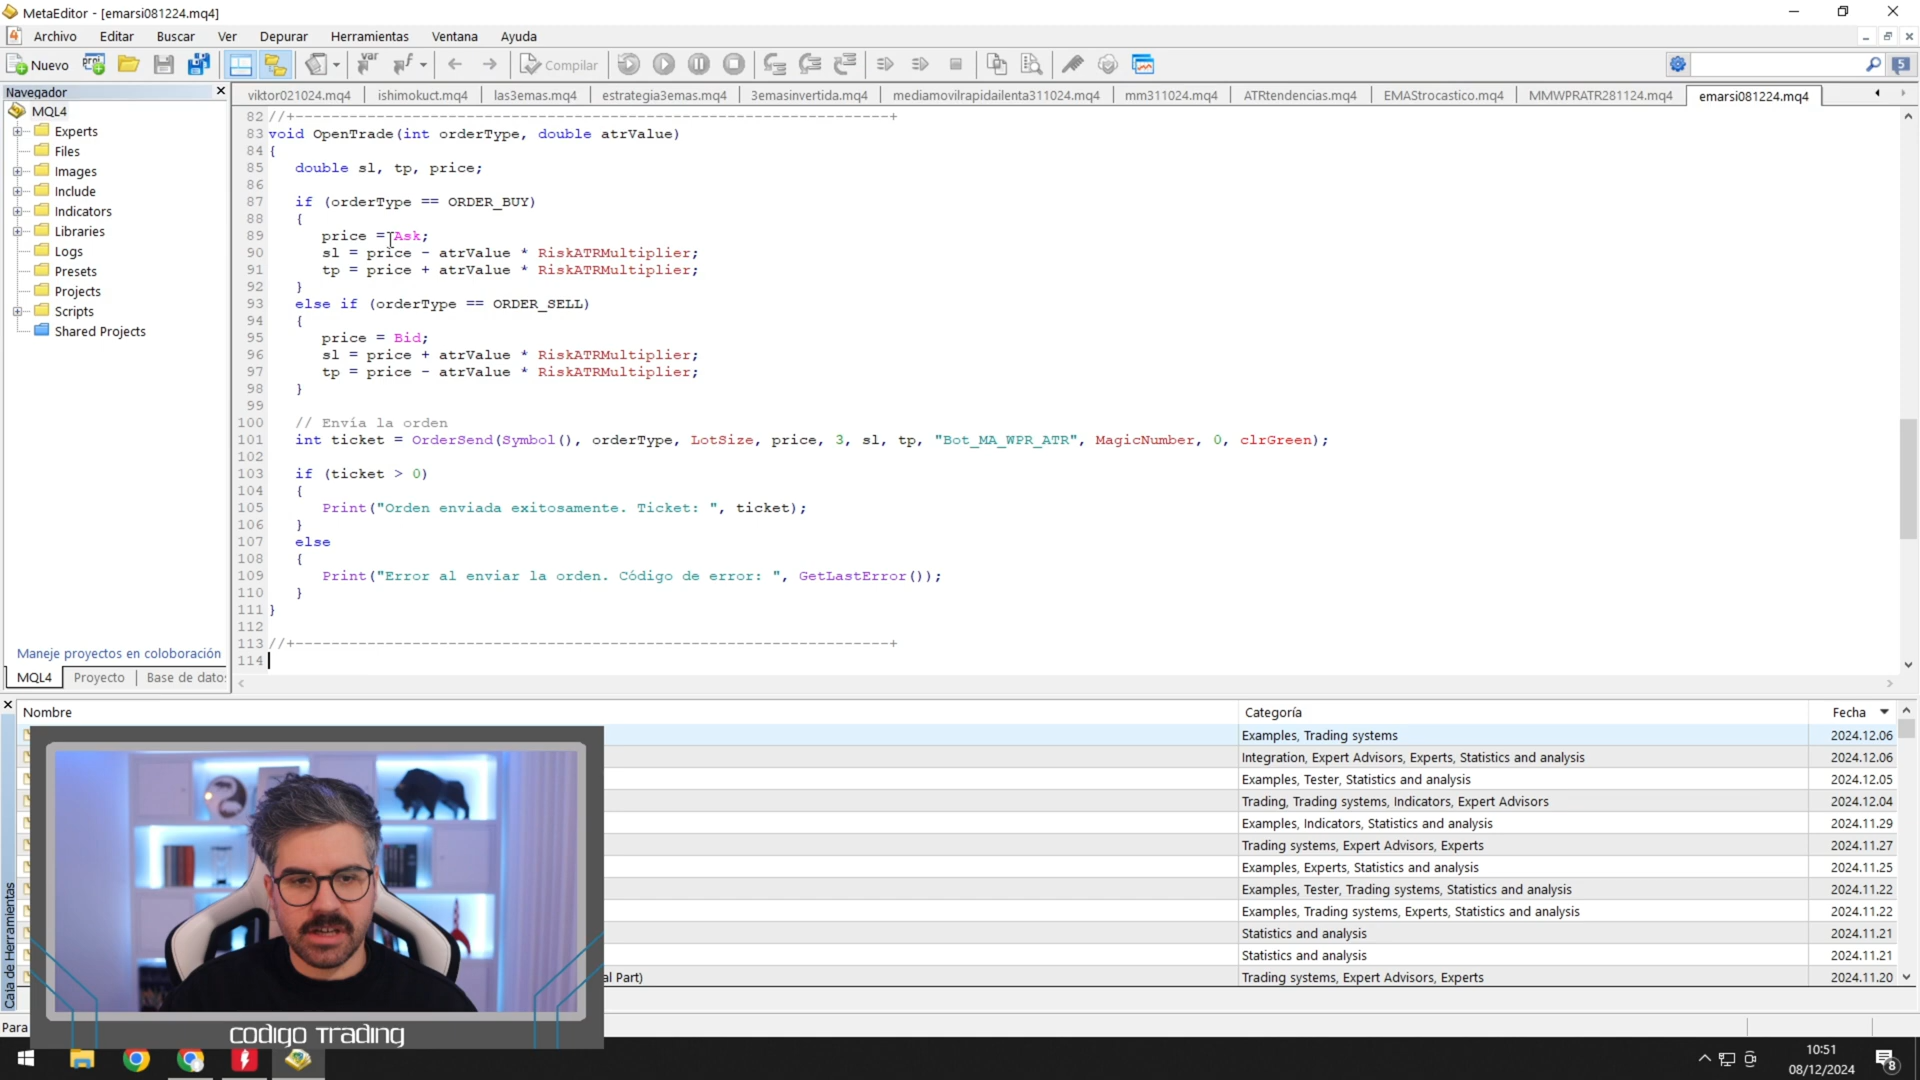 MetaEditor - [emarsi081224.mq4]
Archivo Editar Buscar Ver Depurar Herramientas Ventana Ayuda
Nuevo
Compilar
5
Navegador
viktor021024.mq4 ishimokuct.mq4 las3emas.mq4 estrategia3emas.mq4 3emasinvertida.mq4 mediamovilrapidailenta311024.mq4 mm311024.mq4 ATRtendencias.mq4 EMAStrocastico.mq4 MMWPRATR281124.mq4 emarsi081224.mq4
MQL4
Experts
Files
Images
Include
Indicators
Libraries
Logs
Presets
Projects
Scripts
Shared Projects
Maneje proyectos en coloboración
MQL4 Proyecto Base de dato
82 //+------------------------------------------------------------------+
83 void OpenTrade(int orderType, double atrValue)
84 {
85 double sl, tp, price;
86
87 if (orderType == ORDER_BUY)
88 {
89 price = Ask;
90 sl = price - atrValue * RiskATRMultiplier;
91 tp = price + atrValue * RiskATRMultiplier;
92 }
93 else if (orderType == ORDER_SELL)
94 {
95 price = Bid;
96 sl = price + atrValue * RiskATRMultiplier;
97 tp = price - atrValue * RiskATRMultiplier;
98 }
99
100 // Envía la orden
101 int ticket = OrderSend(Symbol(), orderType, LotSize, price, 3, sl, tp, "Bot_MA_WPR_ATR", MagicNumber, 0, clrGreen);
102
103 if (ticket > 0)
104 {
105 Print("Orden enviada exitosamente. Ticket: ", ticket);
106 }
107 else
108 {
109 Print("Error al enviar la orden. Código de error: ", GetLastError());
110 }
111 }
112
113 //+------------------------------------------------------------------+
114
Nombre Categoría Fecha
Examples, Trading systems 2024.12.06
Integration, Expert Advisors, Experts, Statistics and analysis 2024.12.06
Examples, Tester, Statistics and analysis 2024.12.05
Trading, Trading systems, Indicators, Expert Advisors 2024.12.04
Examples, Indicators, Statistics and analysis 2024.11.29
Trading systems, Expert Advisors, Experts 2024.11.27
Examples, Experts, Statistics and analysis 2024.11.25
Examples, Tester, Trading systems, Statistics and analysis 2024.11.22
Examples, Trading systems, Experts, Statistics and analysis 2024.11.22
Statistics and analysis 2024.11.21
Statistics and analysis 2024.11.21
al Part) Trading systems, Expert Advisors, Experts 2024.11.20
Caja de Herramientas
Para
CODIGO TRADING
10:51
08/12/2024
8